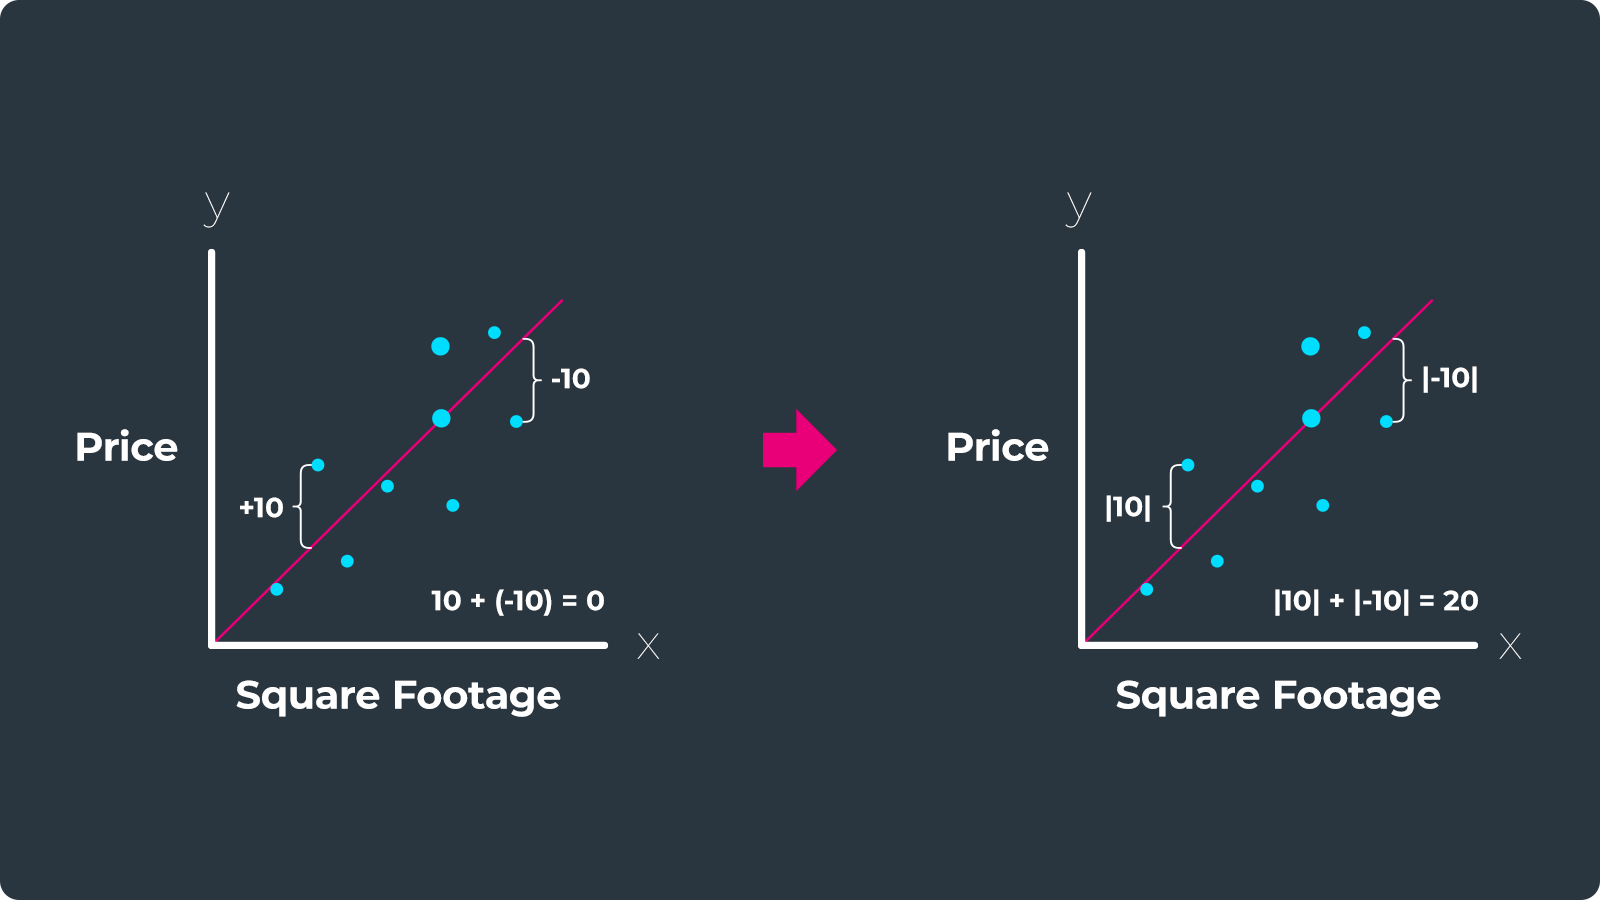 y
-10
Price
+10
10 + (-10) = 0
x
Square Footage
y
|-10|
Price
|10|
|10| + |-10| = 20
x
Square Footage